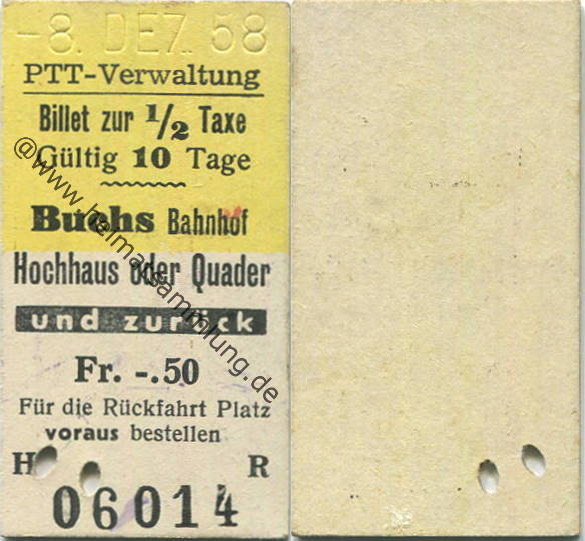 -8. DEZ. 58
PTT-Verwaltung
Billet zur 1/2 Taxe
Gültig 10 Tage
Buchs Bahnhof
Hochhaus oder Quader
und zurück
Fr. -.50
Für die Rückfahrt Platz
voraus bestellen
H R
06014
@www.heimatsammlung.de